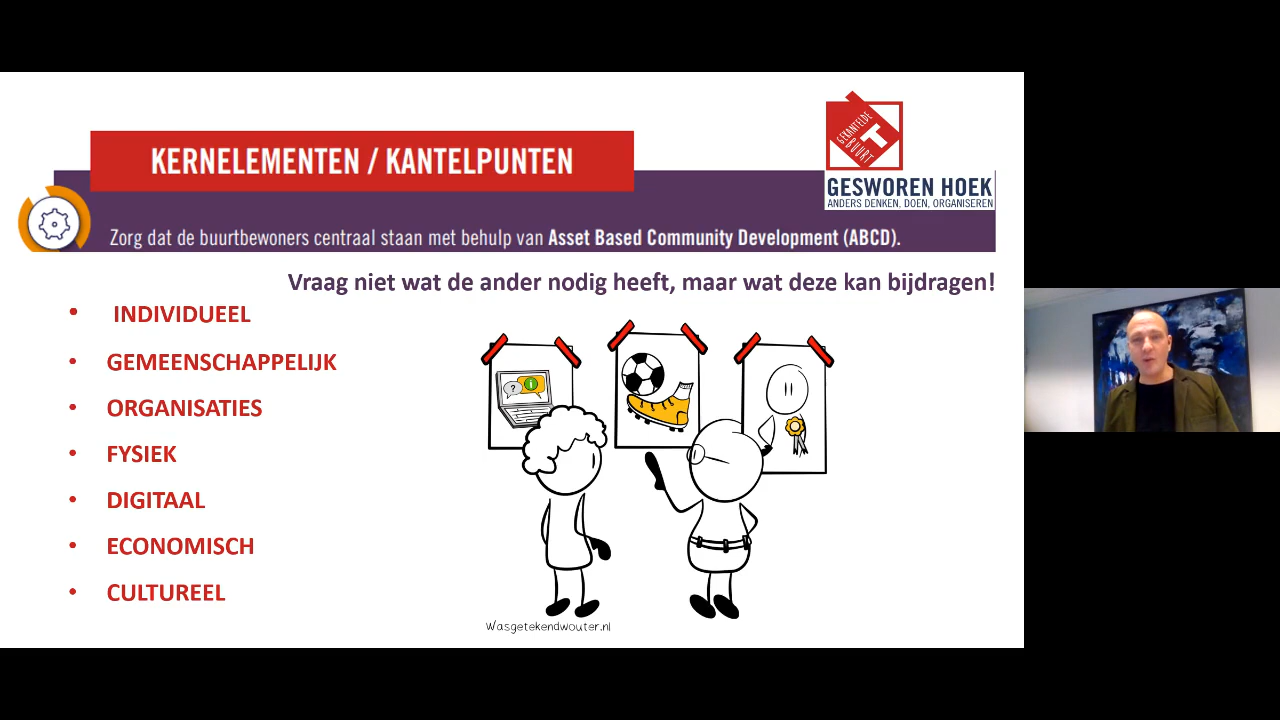 KERNELEMENTEN / KANTELPUNTEN
GEKANTELDE
BUURT
T
GESWOREN HOEK
ANDERS DENKEN, DOEN, ORGANISEREN
Zorg dat de buurtbewoners centraal staan met behulp van Asset Based Community Development (ABCD).
Vraag niet wat de ander nodig heeft, maar wat deze kan bijdragen!
• INDIVIDUEEL
• GEMEENSCHAPPELIJK
• ORGANISATIES
• FYSIEK
• DIGITAAL
• ECONOMISCH
• CULTUREEL
? i
Wasgetekendwouter.nl